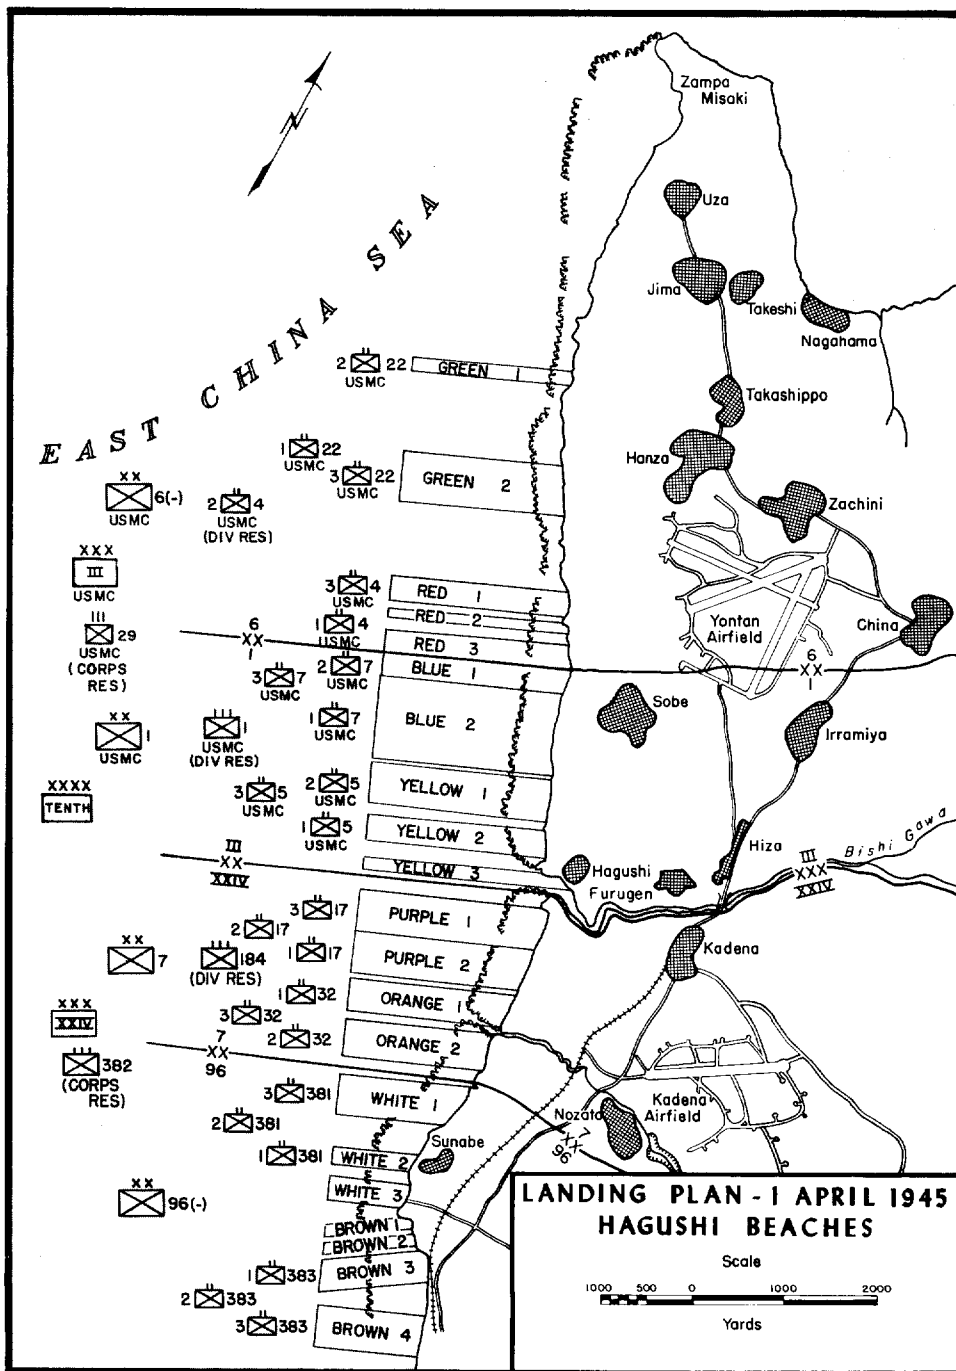 Zampa
Misaki
N
EAST CHINA SEA
Uza
Jima
Takeshi
Nagahama
2 22
USMC
GREEN 1
Takashippo
1 22
USMC
3 22
USMC
GREEN 2
Hanza
Zachini
XX
6(-)
USMC
2 4
USMC
(DIV RES)
XXX
III
USMC
3 4
USMC
RED 1
RED 2
1 4
USMC
III
29
USMC
(CORPS
RES)
6
XX
1
RED 3
Yontan
Airfield
China
6
XX
1
2 7
USMC
3 7
USMC
BLUE 1
Sobe
1 7
USMC
BLUE 2
Irramiya
XX
1
USMC
III
1
USMC
(DIV RES)
2 5
USMC
3 5
USMC
YELLOW 1
XXXX
TENTH
1 5
USMC
YELLOW 2
Hiza
Bishi Gawa
III
XX
XXIV
YELLOW 3
Hagushi
Furugen
III
XXX
XXIV
3 17
PURPLE 1
2 17
1 17
PURPLE 2
Kadena
XX
7
III
184
(DIV RES)
1 32
ORANGE 1
3 32
2 32
ORANGE 2
XXX
XXIV
7
XX
96
III
382
(CORPS
RES)
3 381
WHITE 1
2 381
Nozato
Kadena
Airfield
7
XX
96
Sunabe
1 381
WHITE 2
WHITE 3
XX
96(-)
BROWN 1
BROWN 2
1 383
BROWN 3
2 383
3 383
BROWN 4
LANDING PLAN - 1 APRIL 1945
HAGUSHI BEACHES
Scale
1000 500 0 1000 2000
Yards